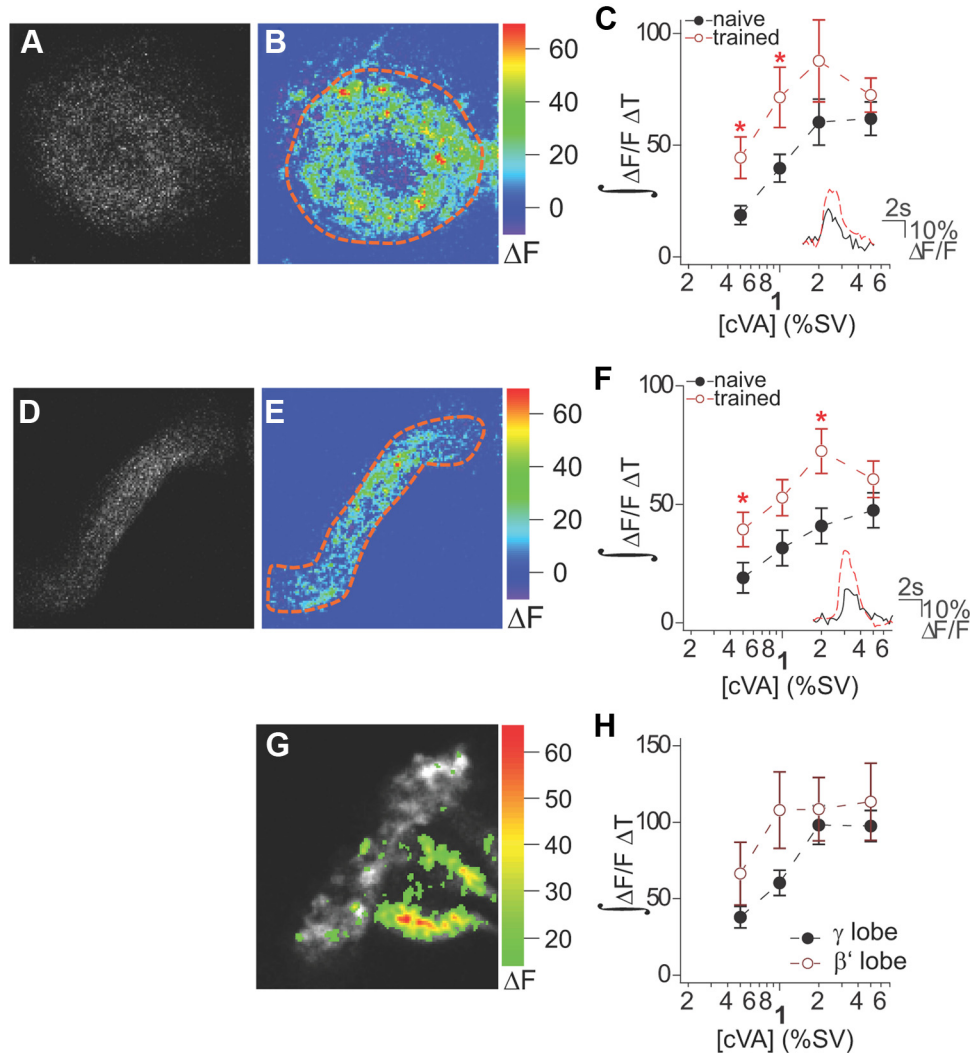 A
B
60
40
20
0
ΔF
C
naive
trained
100
50
0
∫ ΔF/F ΔT
*
*
2s
10%
ΔF/F
2 4 6 8 1 2 4 6
[cVA] (%SV)
D
E
60
40
20
0
ΔF
F
naive
trained
100
50
0
∫ ΔF/F ΔT
*
*
2s
10%
ΔF/F
2 4 6 8 1 2 4 6
[cVA] (%SV)
G
60
50
40
30
20
ΔF
H
150
100
50
0
∫ ΔF/F ΔT
γ lobe
β‘ lobe
2 4 6 8 1 2 4 6
[cVA] (%SV)